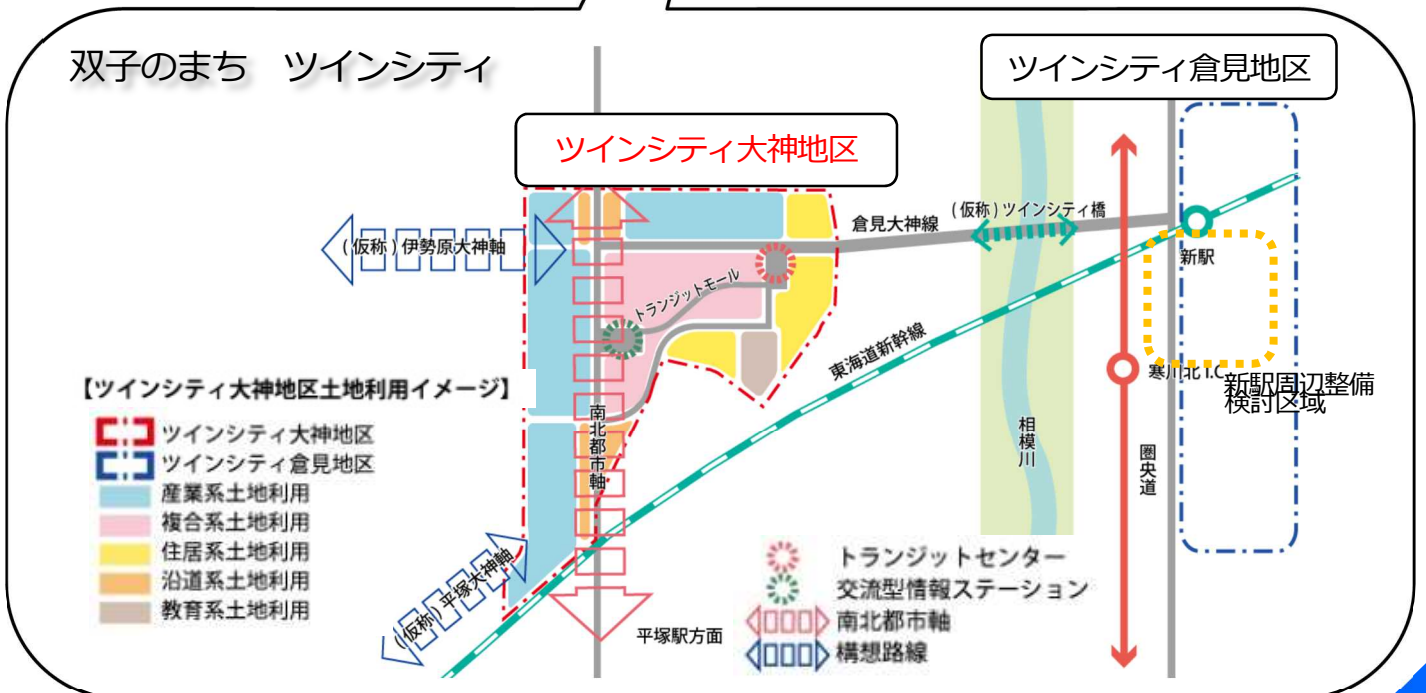 双子のまち ツインシティ
ツインシティ倉見地区
ツインシティ大神地区
(仮称)伊勢原大神軸
倉見大神線
(仮称)ツインシティ橋
新駅
トランジットモール
東海道新幹線
寒川北I.C.
新駅周辺整備
検討区域
【ツインシティ大神地区土地利用イメージ】
ツインシティ大神地区
ツインシティ倉見地区
産業系土地利用
複合系土地利用
住居系土地利用
沿道系土地利用
教育系土地利用
南北都市軸
相模川
圏央道
(仮称)平塚大神軸
平塚駅方面
トランジットセンター
交流型情報ステーション
南北都市軸
構想路線